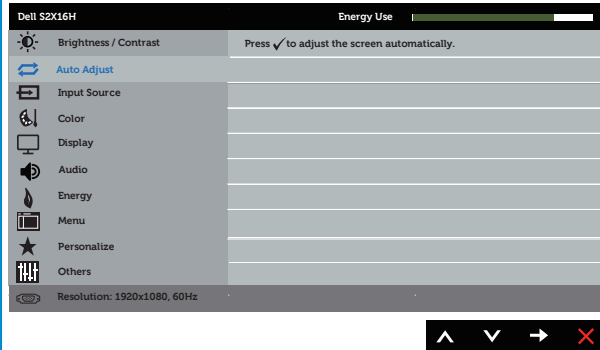 Dell S2X16H
Energy Use
Brightness / Contrast
Press ✓ to adjust the screen automatically.
Auto Adjust
Input Source
Color
Display
Audio
Energy
Menu
Personalize
Others
Resolution: 1920x1080, 60Hz